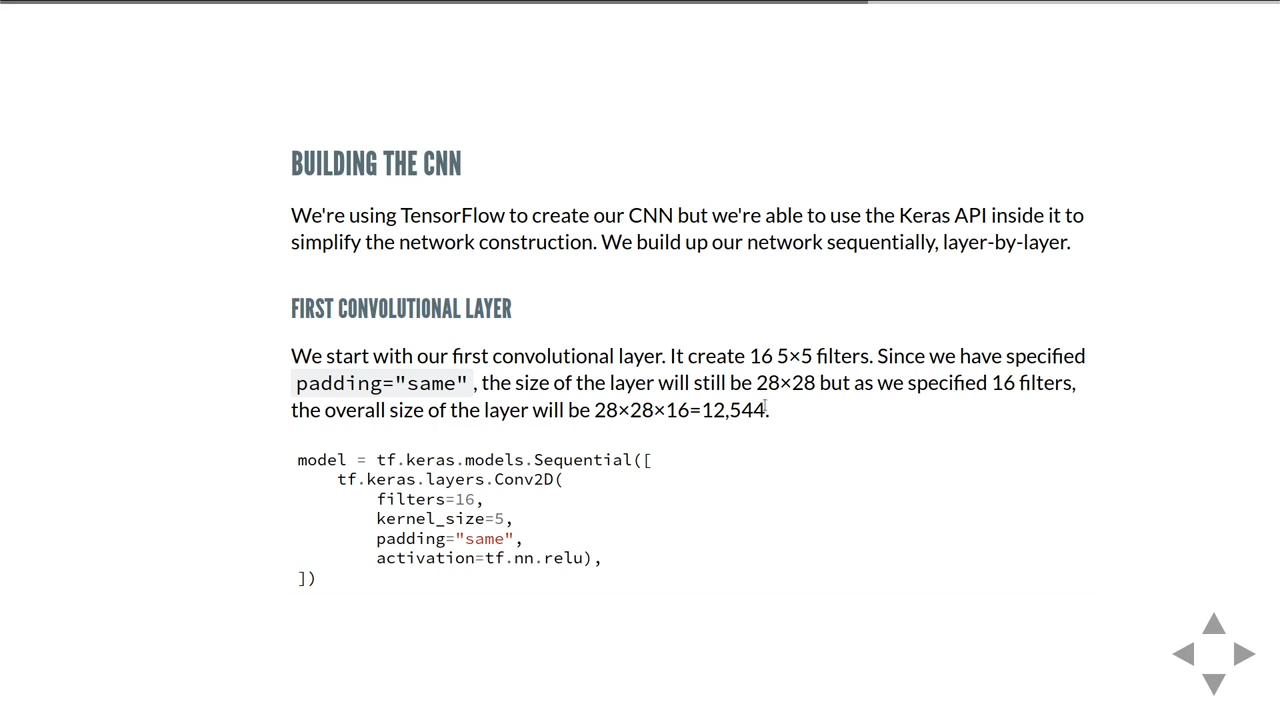 BUILDING THE CNN
We're using TensorFlow to create our CNN but we're able to use the Keras API inside it to
simplify the network construction. We build up our network sequentially, layer-by-layer.
FIRST CONVOLUTIONAL LAYER
We start with our first convolutional layer. It create 16 5×5 filters. Since we have specified
padding="same", the size of the layer will still be 28×28 but as we specified 16 filters,
the overall size of the layer will be 28×28×16=12,544.
model = tf.keras.models.Sequential([
    tf.keras.layers.Conv2D(
        filters=16,
        kernel_size=5,
        padding="same",
        activation=tf.nn.relu),
])